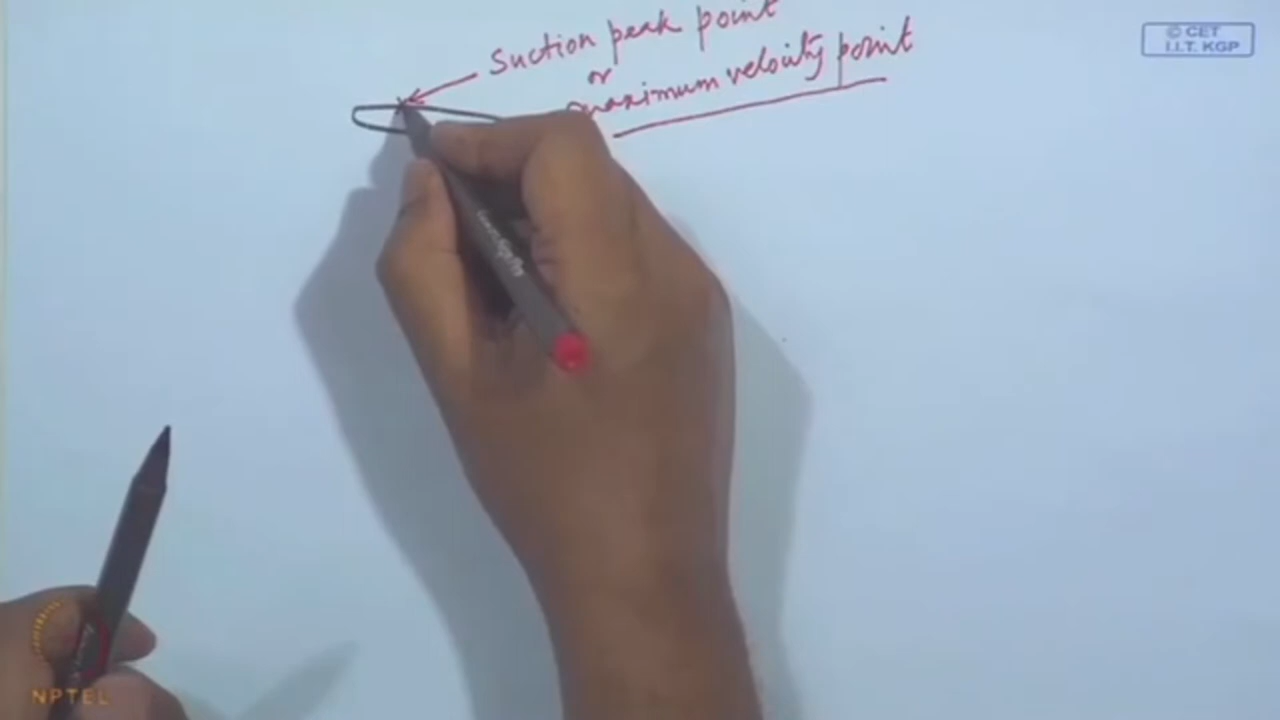 Suction peak point
or
maximum velocity point
© CET
I.I.T. KGP
NPTEL